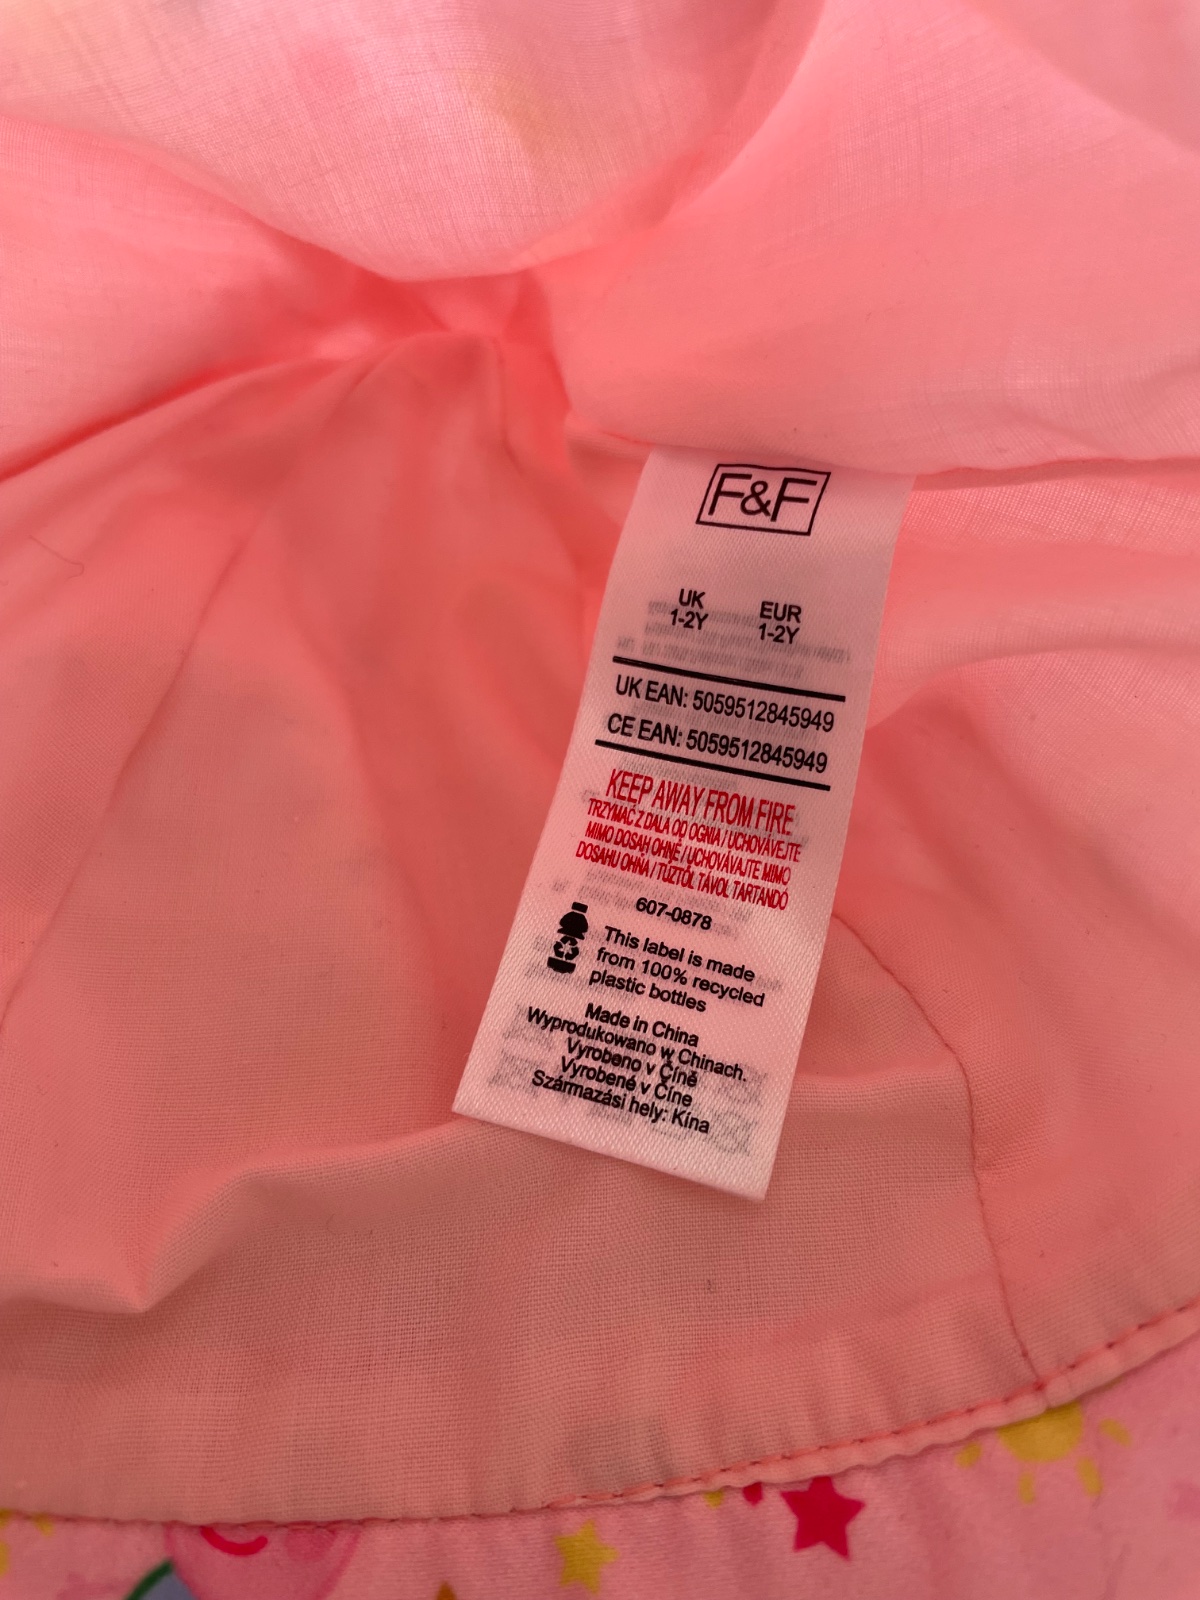 F&F
UK EUR
1-2Y 1-2Y
UK EAN: 5059512845949
CE EAN: 5059512845949
KEEP AWAY FROM FIRE
TRZYMAĆ Z DALA OD OGNIA / UCHOVÁVEJTE
MIMO DOSAH OHNĚ / UCHOVÁVAJTE MIMO
DOSAHU OHŇA / TŰZTŐL TÁVOL TARTANDÓ
607-0878
This label is made
from 100% recycled
plastic bottles
Made in China
Wyprodukowano w Chinach.
Vyrobeno v Číně
Vyrobené v Číne
Származási hely: Kína